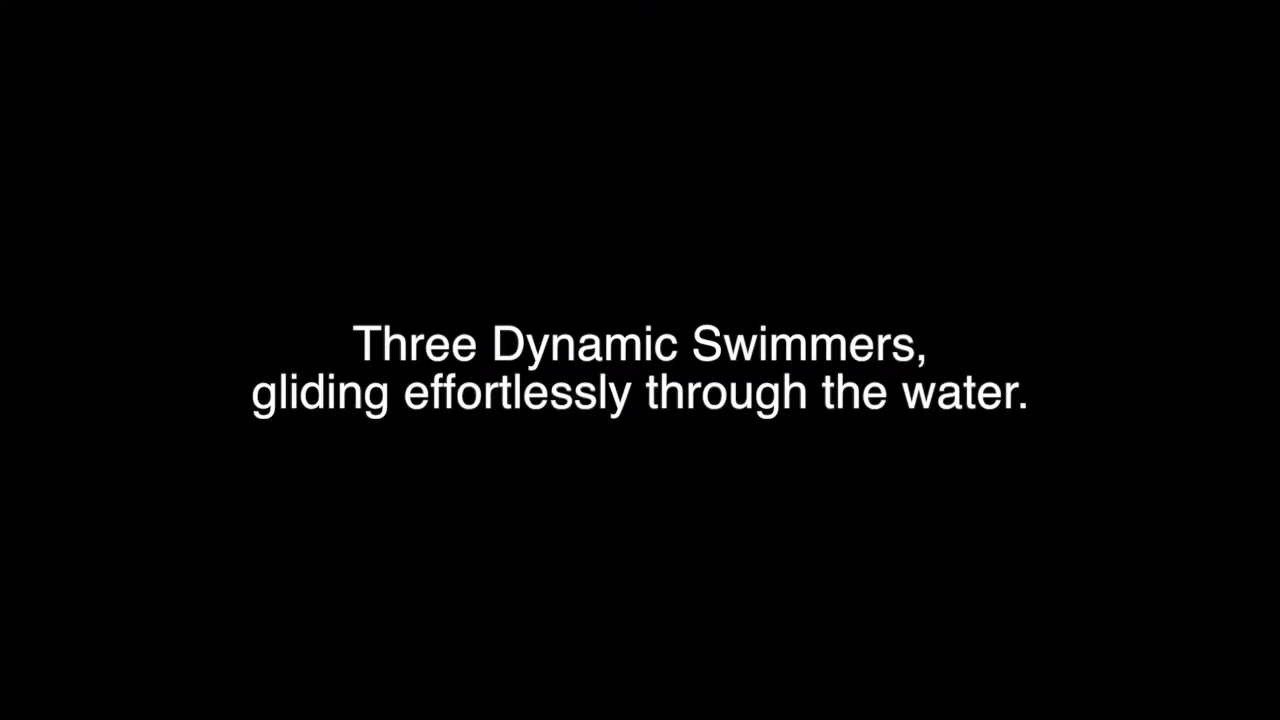 Three Dynamic Swimmers,
gliding effortlessly through the water.